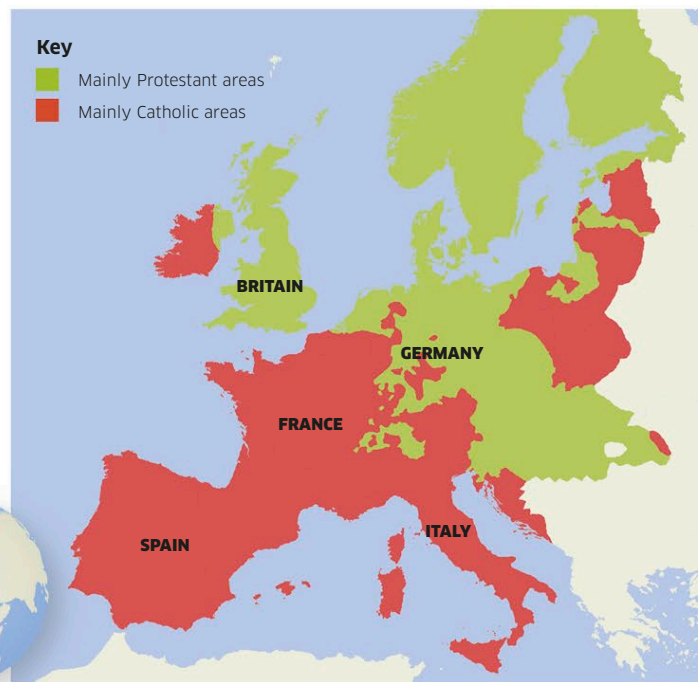 Key
Mainly Protestant areas
Mainly Catholic areas
BRITAIN
GERMANY
FRANCE
ITALY
SPAIN